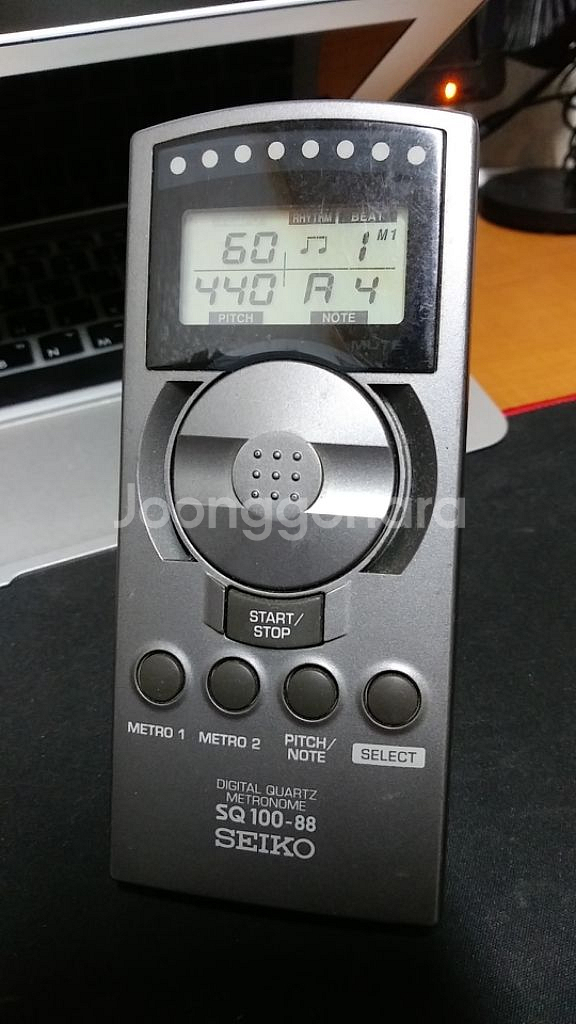 RHYTHM BEAT
60 1 M1
440 A 4
PITCH NOTE
MUTE
Joonggonara
START/
STOP
METRO 1 METRO 2 PITCH/
NOTE SELECT
DIGITAL QUARTZ
METRONOME
SQ 100-88
SEIKO
N M